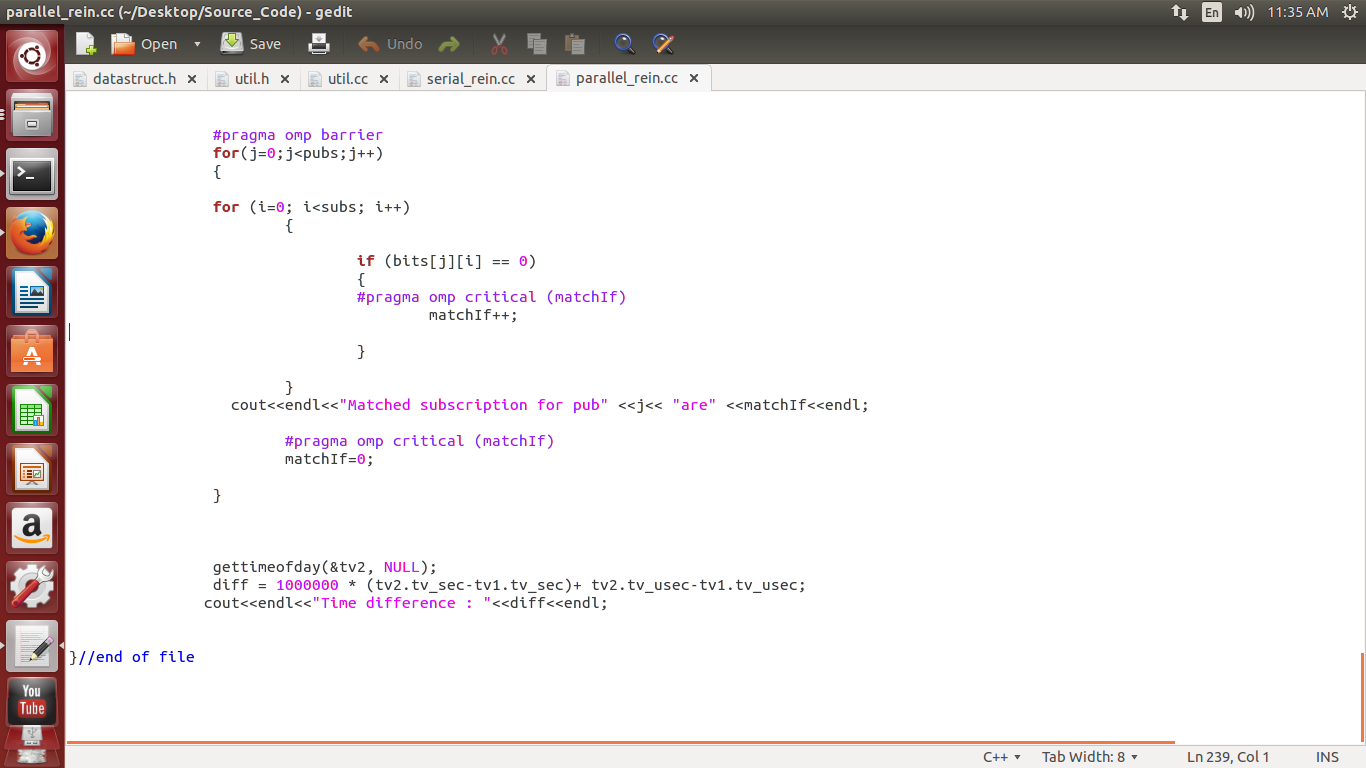 parallel_rein.cc (~/Desktop/Source_Code) - gedit
En
11:35 AM
Open
Save
Undo
datastruct.h
util.h
util.cc
serial_rein.cc
parallel_rein.cc
#pragma omp barrier
for(j=0;j<pubs;j++)
{
for (i=0; i<subs; i++)
{
if (bits[j][i] == 0)
{
#pragma omp critical (matchIf)
matchIf++;
}
}
cout<<endl<<"Matched subscription for pub" <<j<< "are" <<matchIf<<endl;
#pragma omp critical (matchIf)
matchIf=0;
}
gettimeofday(&tv2, NULL);
diff = 1000000 * (tv2.tv_sec-tv1.tv_sec)+ tv2.tv_usec-tv1.tv_usec;
cout<<endl<<"Time difference : "<<diff<<endl;
}//end of file
You
Tube
C++
Tab Width: 8
Ln 239, Col 1
INS